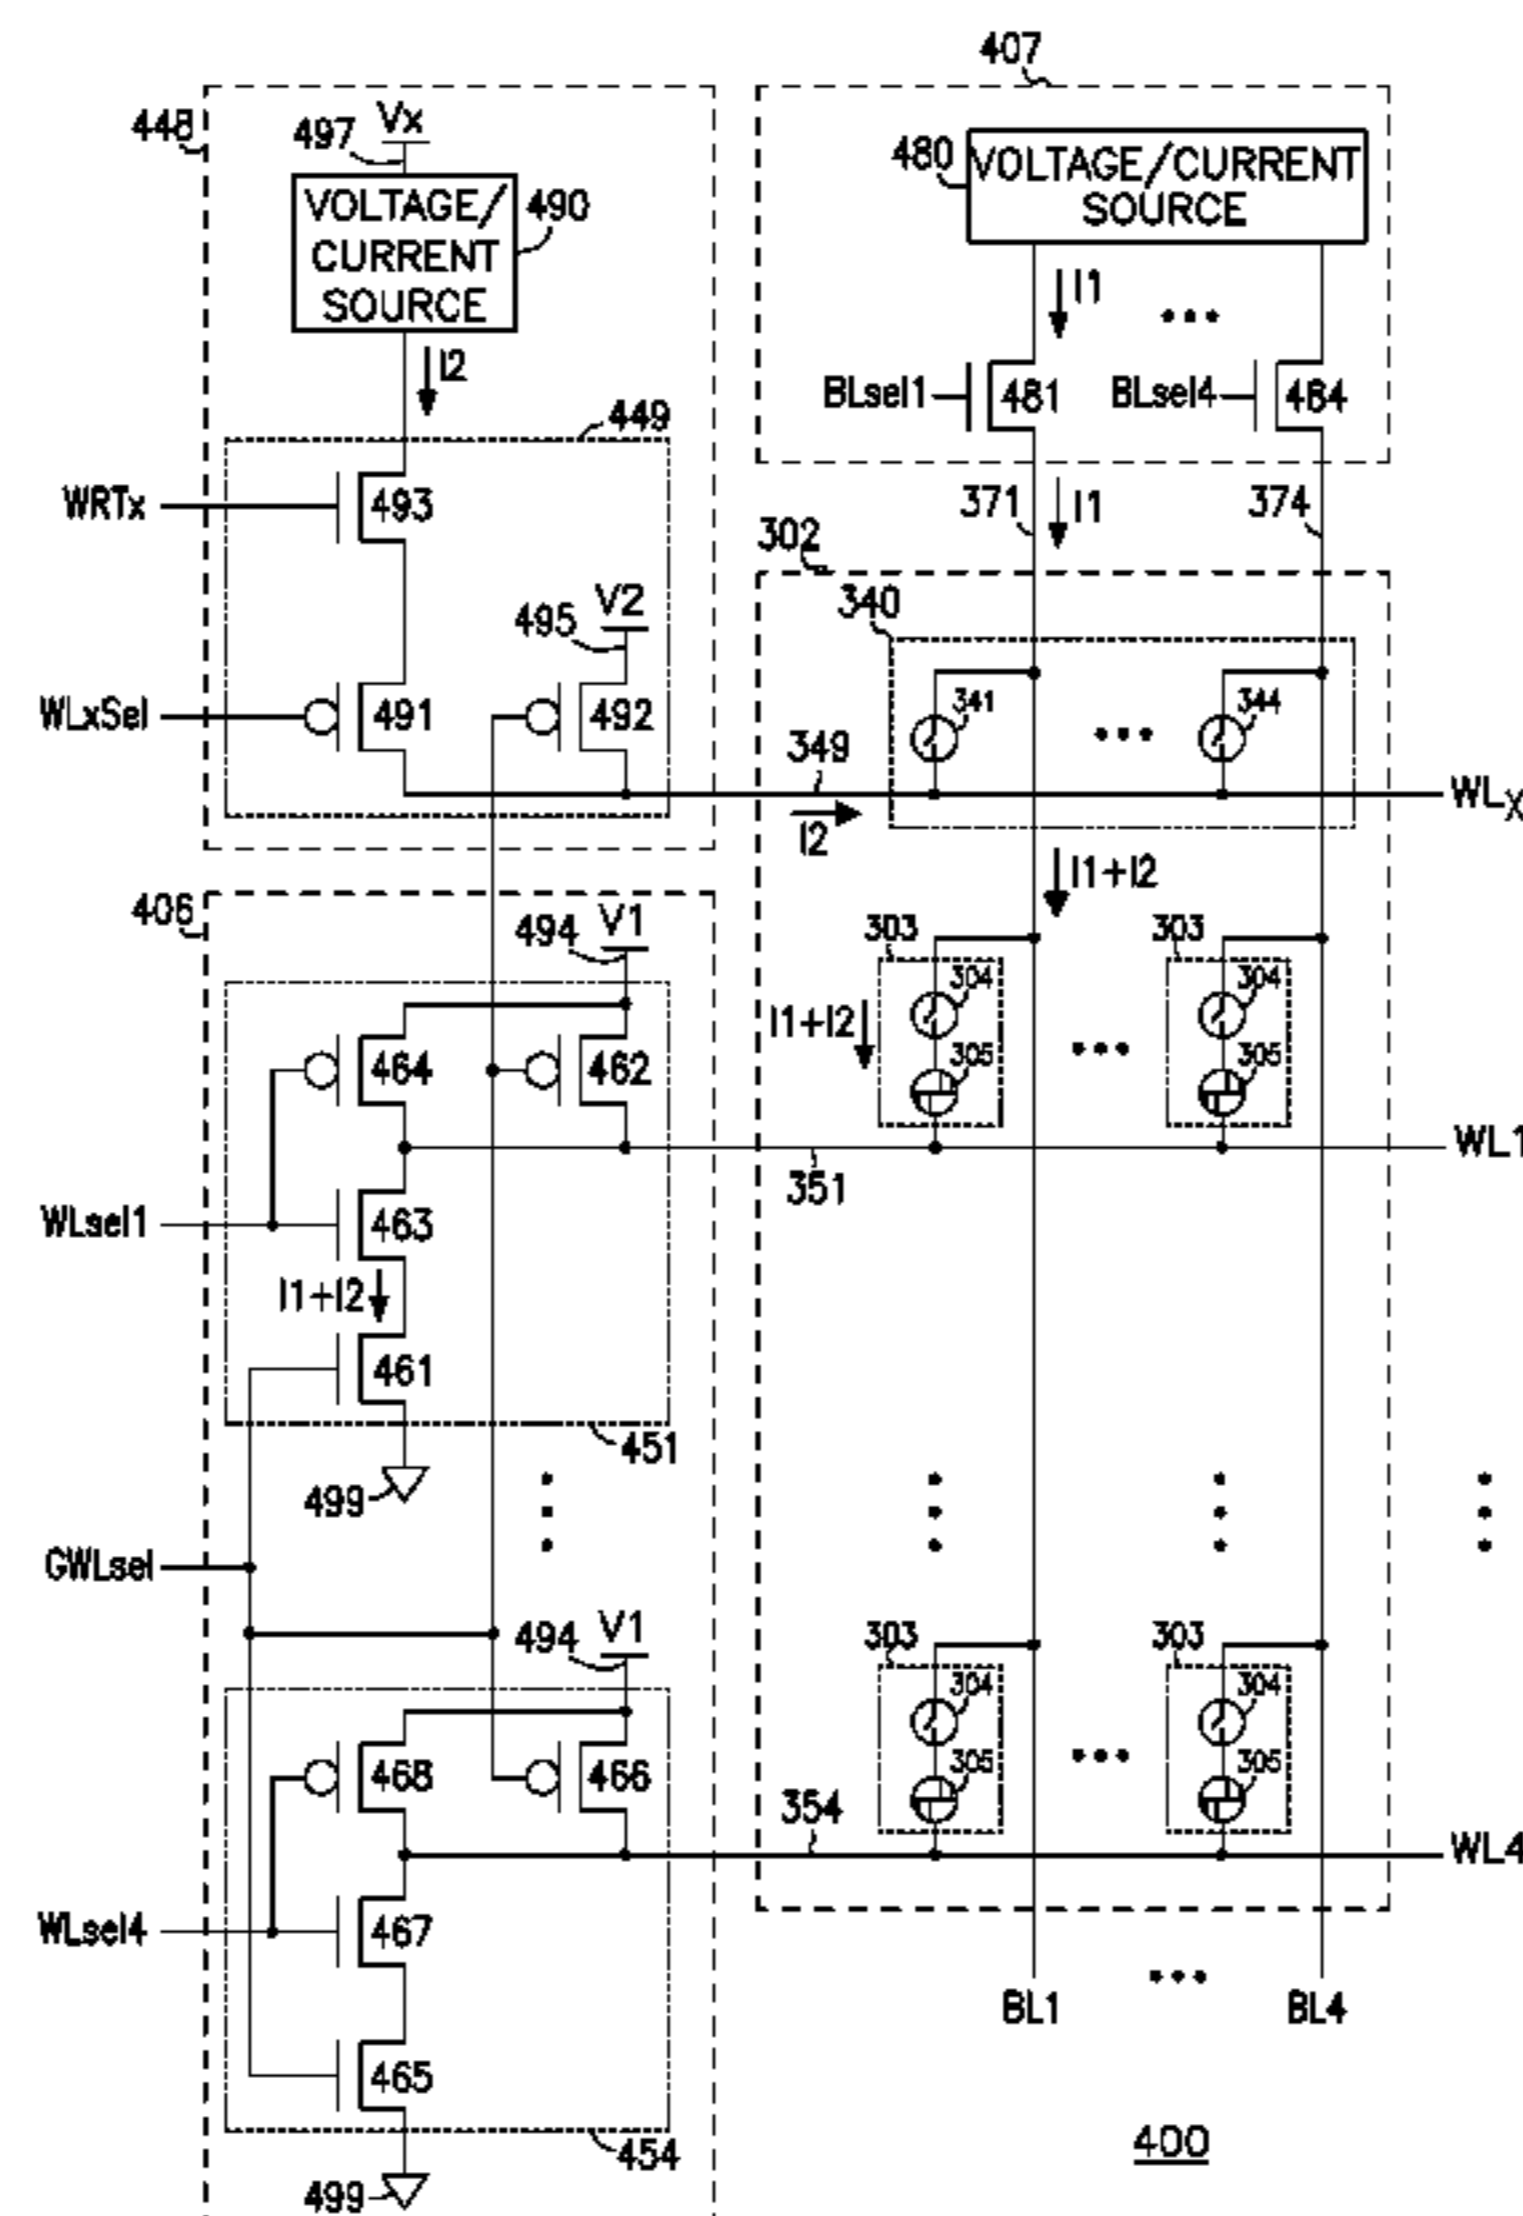 407
448
Vx
497
480
VOLTAGE/CURRENT
SOURCE
VOLTAGE/
CURRENT
SOURCE
490
I1
I2
BLsel1
481
BLsel4
484
449
WRTx
493
371
I1
374
302
V2
495
340
WLxSel
491
492
341
344
349
WLX
I2
I1+I2
406
V1
494
303
303
304
304
I1+I2
464
462
305
305
WL1
351
WLsel1
463
I1+I2
461
451
499
GWLsel
V1
494
303
303
304
304
468
466
305
305
354
WL4
WLsel4
467
BL1
BL4
465
454
400
499